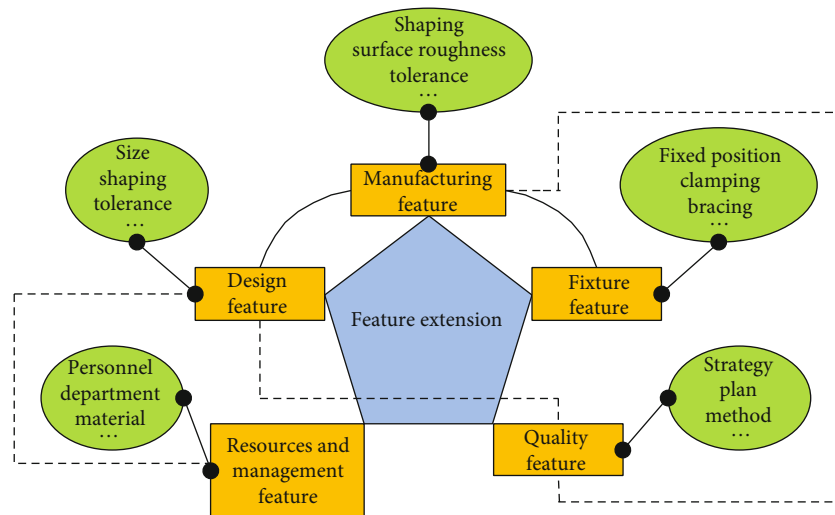 Shaping
surface roughness
tolerance
...
Size
shaping
tolerance
...
Manufacturing
feature
Fixed position
clamping
bracing
...
Design
feature
Feature extension
Fixture
feature
Personnel
department
material
...
Resources and
management
feature
Quality
feature
Strategy
plan
method
...